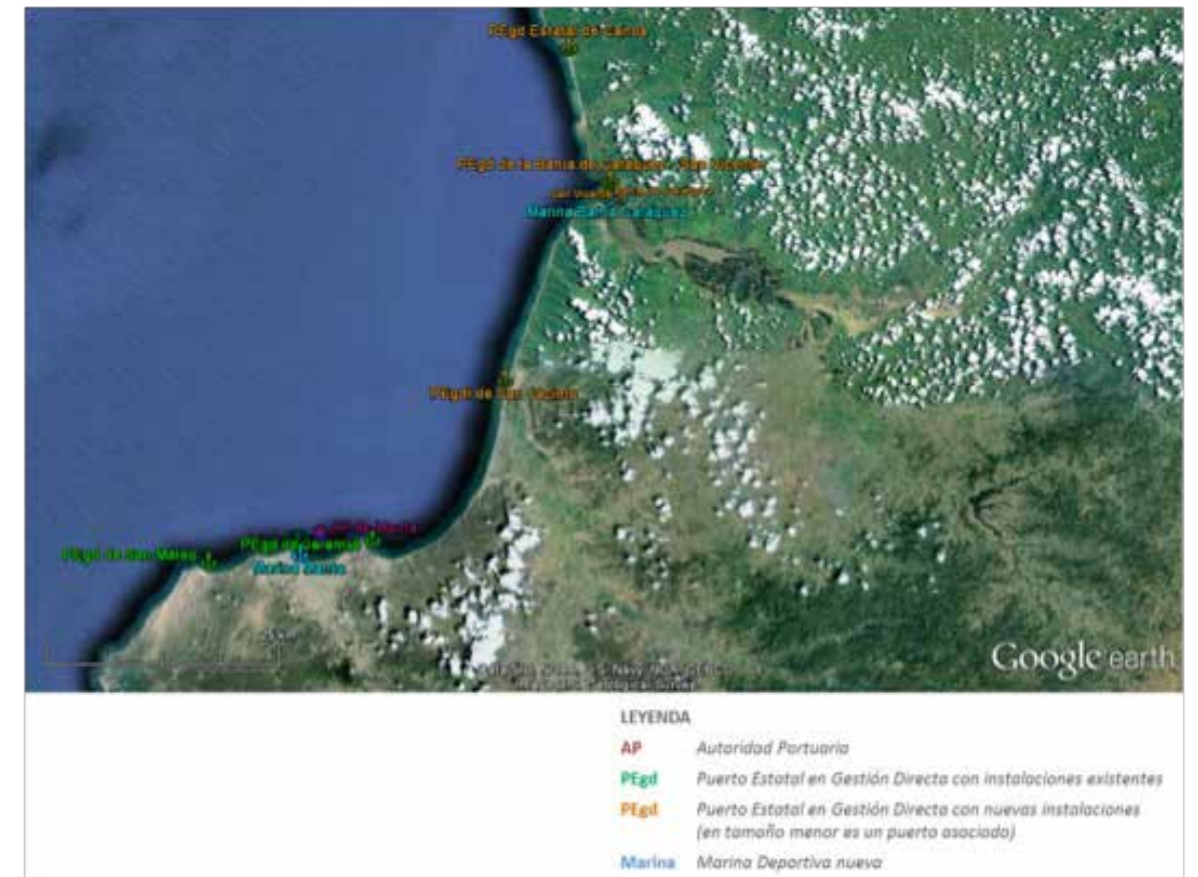 PEgd Estatal de Canoa
PEgd de la Bahía de Caráquez - San Vicente
Marina Bahía Caráquez
PEgd de San Jacinto
AP de Manta
PEgd de San Mateo
PEgd de Jaramijó
Marina Manta
Google earth
LEYENDA
AP Autoridad Portuaria
PEgd Puerto Estatal en Gestión Directa con instalaciones existentes
PEgd Puerto Estatal en Gestión Directa con nuevas instalaciones
(en tamaño menor es un puerto asociado)
Marina Marina Deportiva nueva